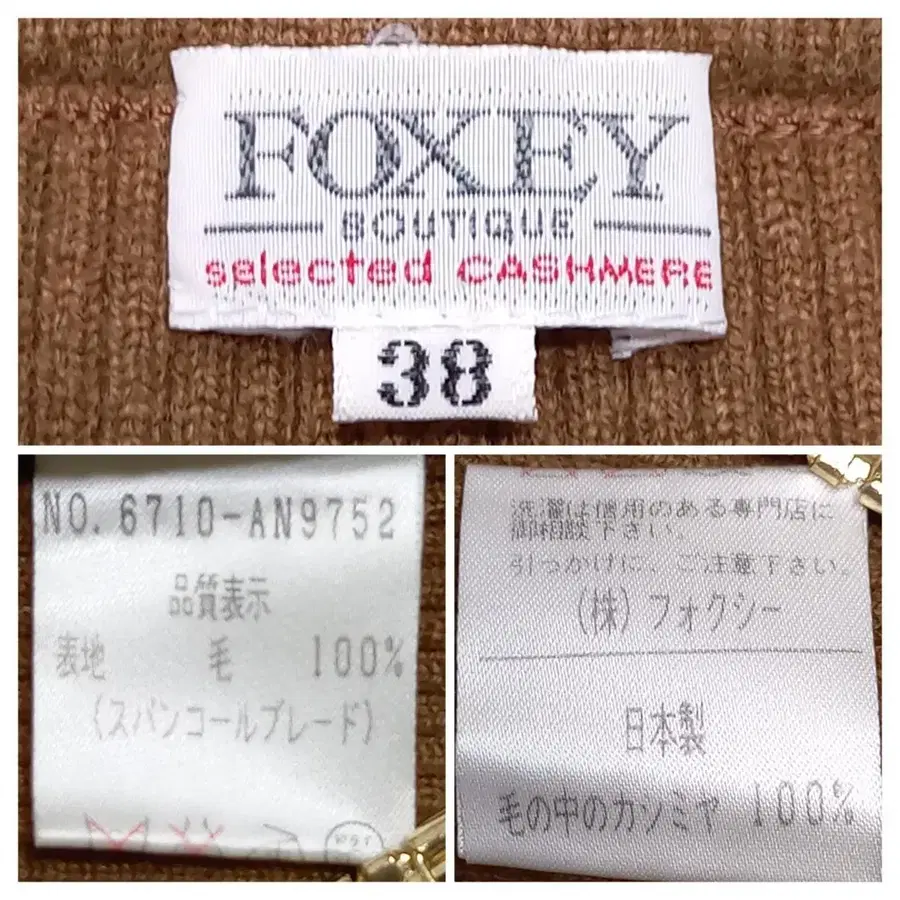 FOXEY
BOUTIQUE
selected CASHMERE
38
NO. 6710-AN9752
品質表示
表地 毛 100%
(スパンコールブレード)
洗濯は信用のある専門店に
御相談下さい。
引っかけに、ご注意下さい。
(株)フォクシー
日本製
毛の中のカシミヤ 100%